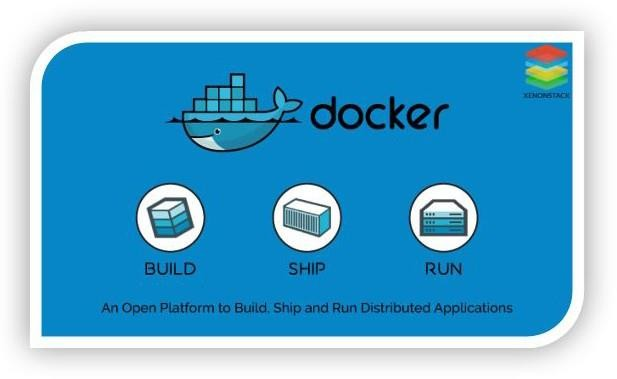 XENONSTACK
docker
BUILD
SHIP
RUN
An Open Platform to Build, Ship and Run Distributed Applications